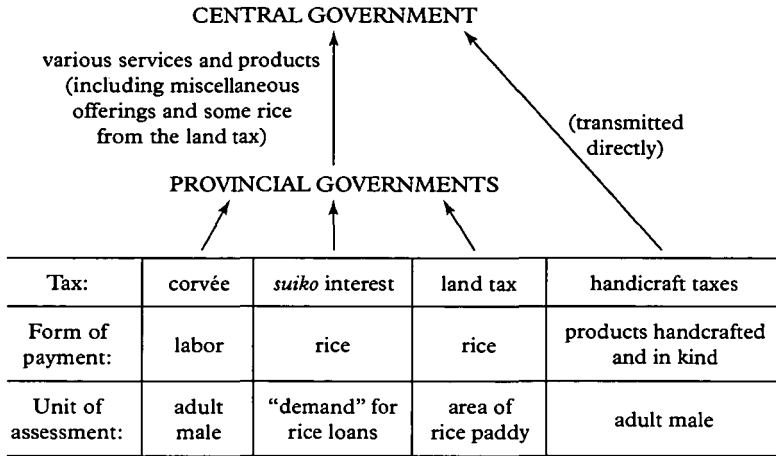 CENTRAL GOVERNMENT
various services and products
(including miscellaneous
offerings and some rice
from the land tax)
(transmitted
directly)
PROVINCIAL GOVERNMENTS
Tax: corvée suiko interest land tax handicraft taxes
Form of payment: labor rice rice products handcrafted and in kind
Unit of assessment: adult male “demand” for rice loans area of rice paddy adult male